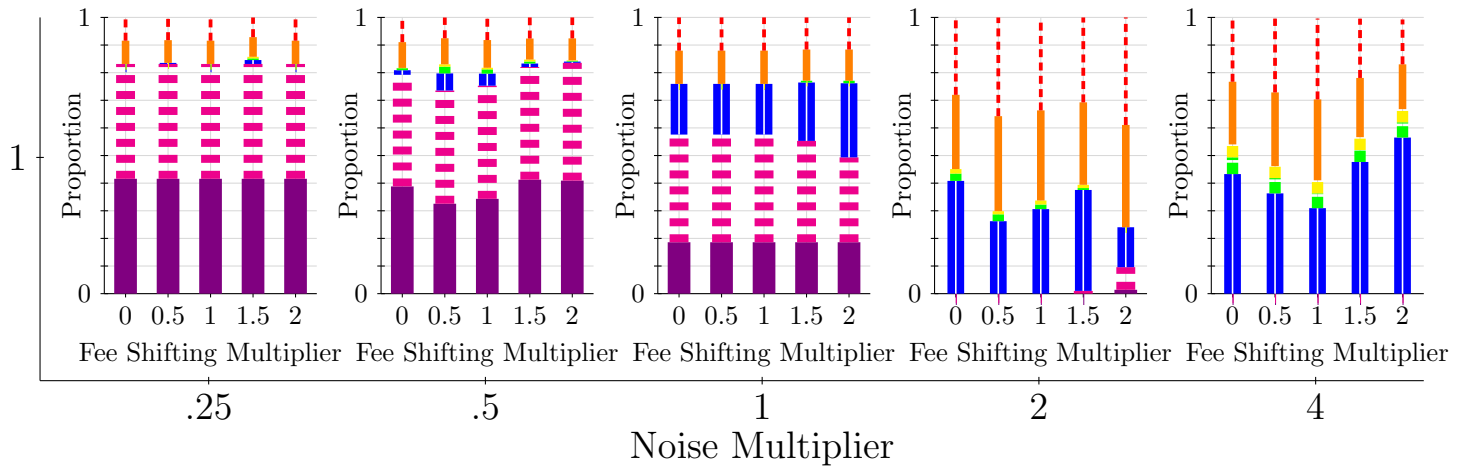 1 1 1 1 1
Proportion Proportion Proportion Proportion Proportion
1
0 0 0 0 0
0 0.5 1 1.5 2 0 0.5 1 1.5 2 0 0.5 1 1.5 2 0 0.5 1 1.5 2 0 0.5 1 1.5 2
Fee Shifting Multiplier Fee Shifting Multiplier Fee Shifting Multiplier Fee Shifting Multiplier Fee Shifting Multiplier
.25 .5 1 2 4
Noise Multiplier